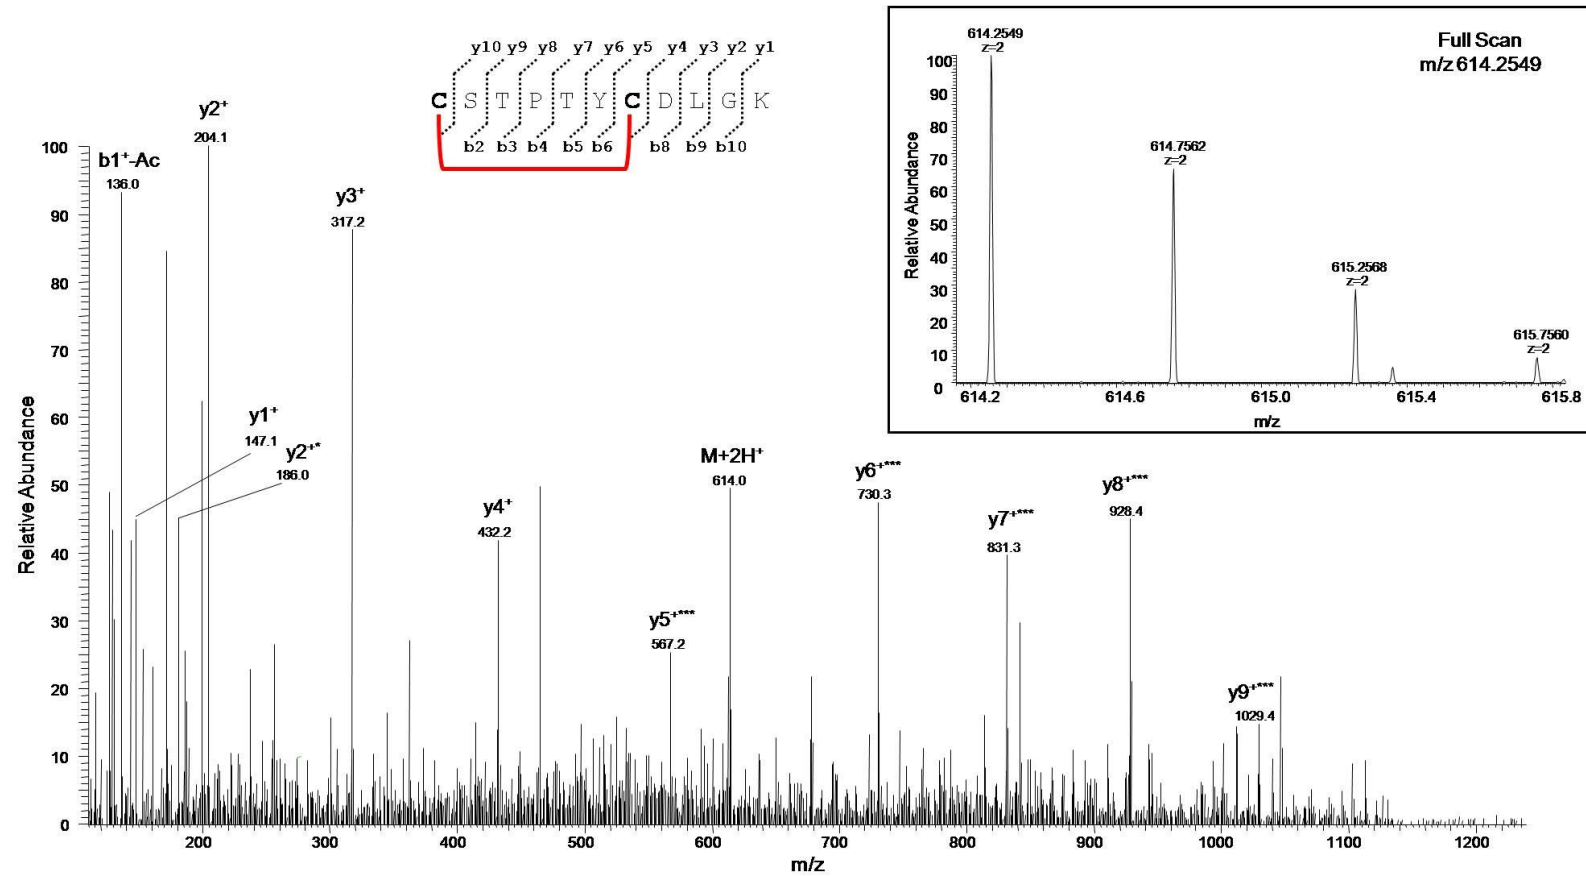 y10 y9 y8 y7 y6 y5 y4 y3 y2 y1
C S T P T Y C D L G K
b2 b3 b4 b5 b6 b8 b9 b10
Full Scan
m/z 614.2549
614.2549
z=2
614.7562
z=2
615.2568
z=2
615.7560
z=2
Relative Abundance
100
90
80
70
60
50
40
30
20
10
0
614.2 614.6 615.0 615.4 615.8
m/z
y2⁺
204.1
b1⁺-Ac
136.0
y3⁺
317.2
y1⁺
147.1
y2⁺*
186.0
y4⁺
432.2
y5⁺***
567.2
M+2H⁺
614.0
y6⁺***
730.3
y7⁺***
831.3
y8⁺***
928.4
y9⁺***
1029.4
Relative Abundance
100
90
80
70
60
50
40
30
20
10
0
200 300 400 500 600 700 800 900 1000 1100 1200
m/z